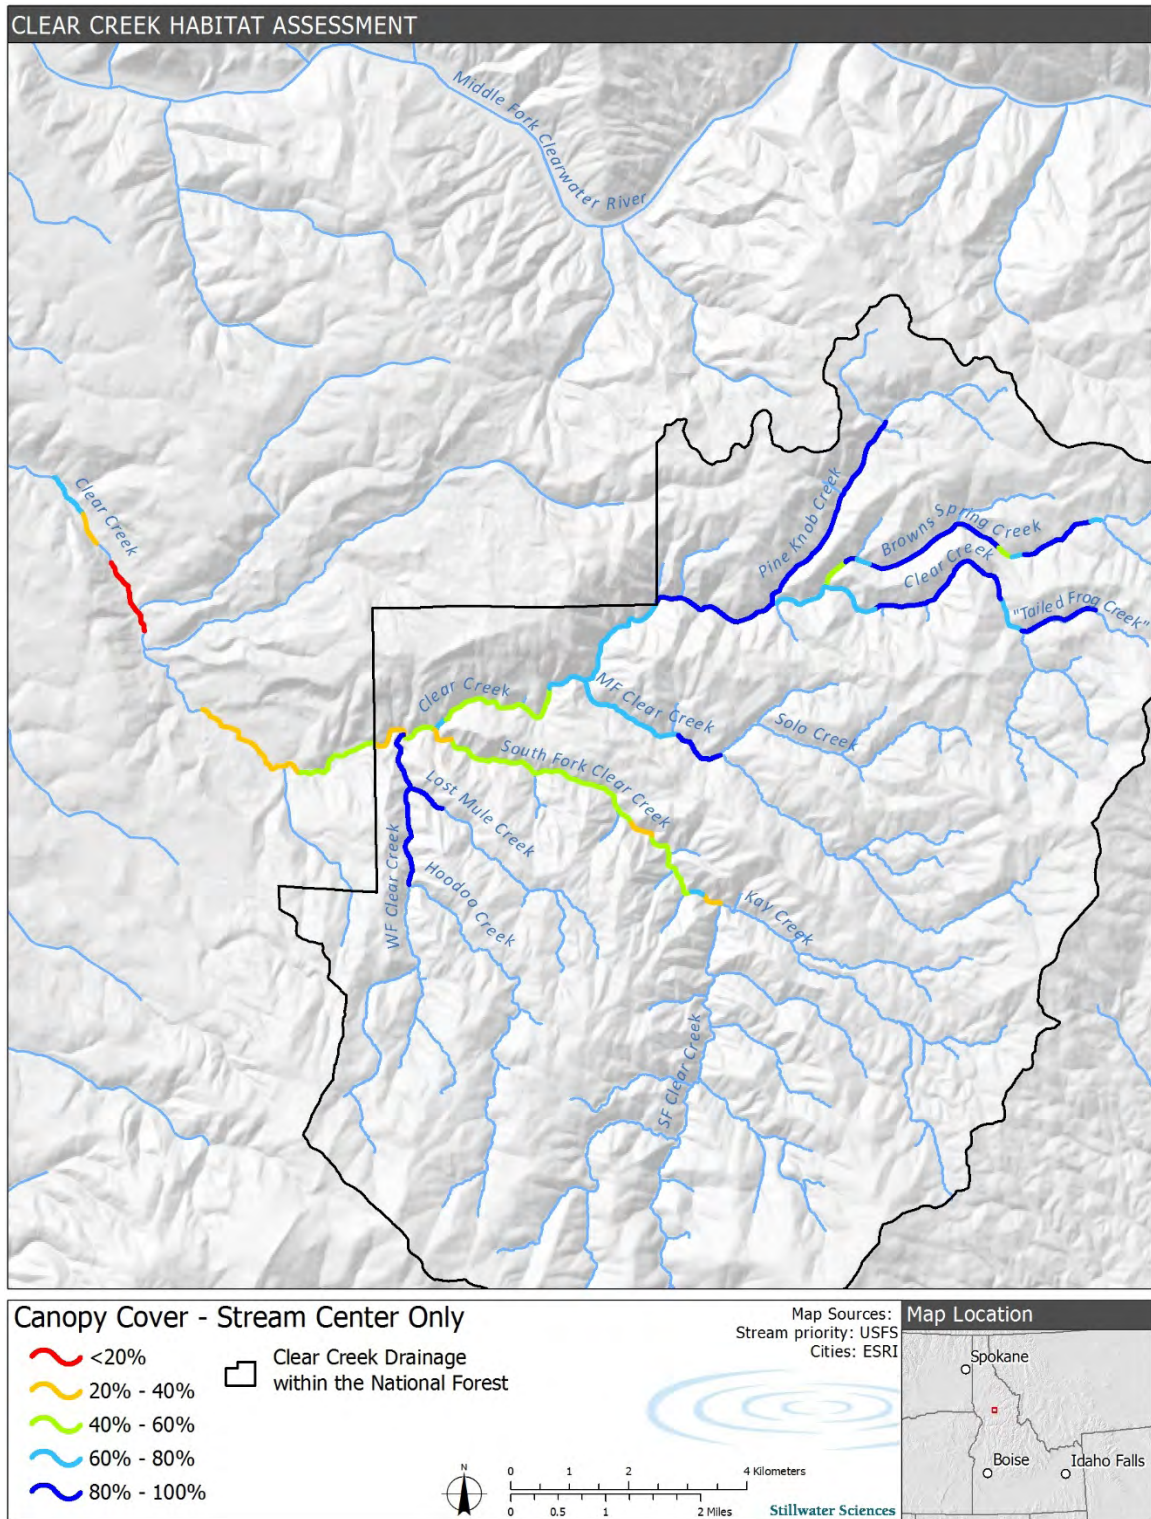 CLEAR CREEK HABITAT ASSESSMENT
Middle Fork Clearwater River
Clear Creek
Pine Knob Creek
Browns Spring Creek
Clear Creek
"Tailed Frog Creek"
MF Clear Creek
Solo Creek
Clear Creek
South Fork Clear Creek
Lost Mule Creek
WF Clear Creek
Hoodoo Creek
Kay Creek
SF Clear Creek
Canopy Cover - Stream Center Only
<20%
20% - 40%
40% - 60%
60% - 80%
80% - 100%
Clear Creek Drainage
within the National Forest
Map Sources:
Stream priority: USFS
Cities: ESRI
N
0 1 2 4 Kilometers
0 0.5 1 2 Miles
Stillwater Sciences
Map Location
Spokane
Boise
Idaho Falls